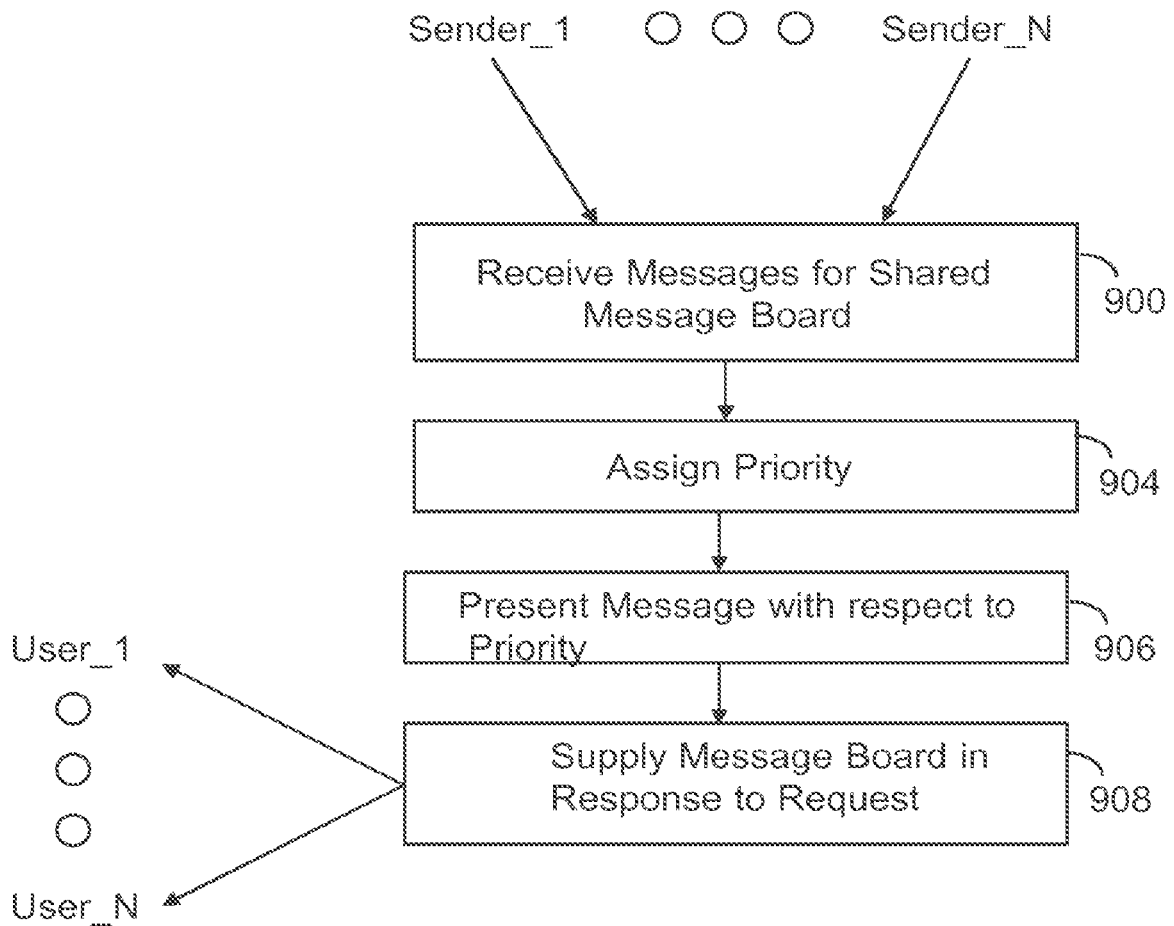 Sender_1 Sender_N
Receive Messages for Shared
Message Board
900
Assign Priority
904
Present Message with respect to
Priority
906
User_1
Supply Message Board in
Response to Request
908
User_N